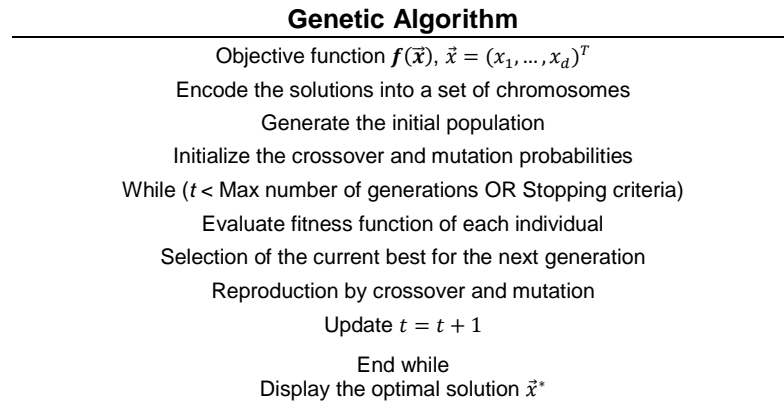 Genetic Algorithm
Objective function 𝒇(𝒙⃗), 𝑥⃗ = (𝑥₁, … , 𝑥_d)ᵀ
Encode the solutions into a set of chromosomes
Generate the initial population
Initialize the crossover and mutation probabilities
While (t < Max number of generations OR Stopping criteria)
Evaluate fitness function of each individual
Selection of the current best for the next generation
Reproduction by crossover and mutation
Update 𝑡 = 𝑡 + 1
End while
Display the optimal solution 𝑥⃗*